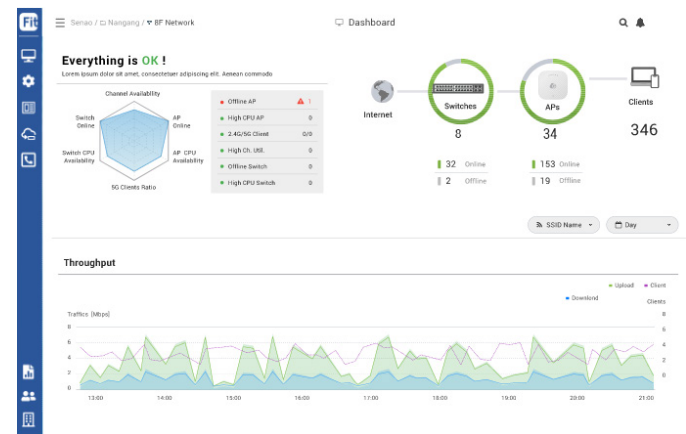 Fit
Senao / Nangang / 8F Network
Dashboard
Everything is OK !
Lorem ipsum dolor sit amet, consectetuer adipiscing elit. Aenean commodo
Channel Availability
Switch Online
AP Online
Switch CPU Availability
AP CPU Availability
5G Clients Ratio
Offline AP 1
High CPU AP 0
2.4G/5G Client 0/0
High Ch. Util. 0
Offline Switch 0
High CPU Switch 0
Internet
Switches
8
32 Online
2 Offline
APs
34
153 Online
19 Offline
Clients
346
SSID Name
Day
Throughput
Upload
Client
Download
Clients
Traffics (Mbps)
8
6
4
2
0
8
6
4
2
0
13:00 14:00 15:00 16:00 17:00 18:00 19:00 20:00 21:00